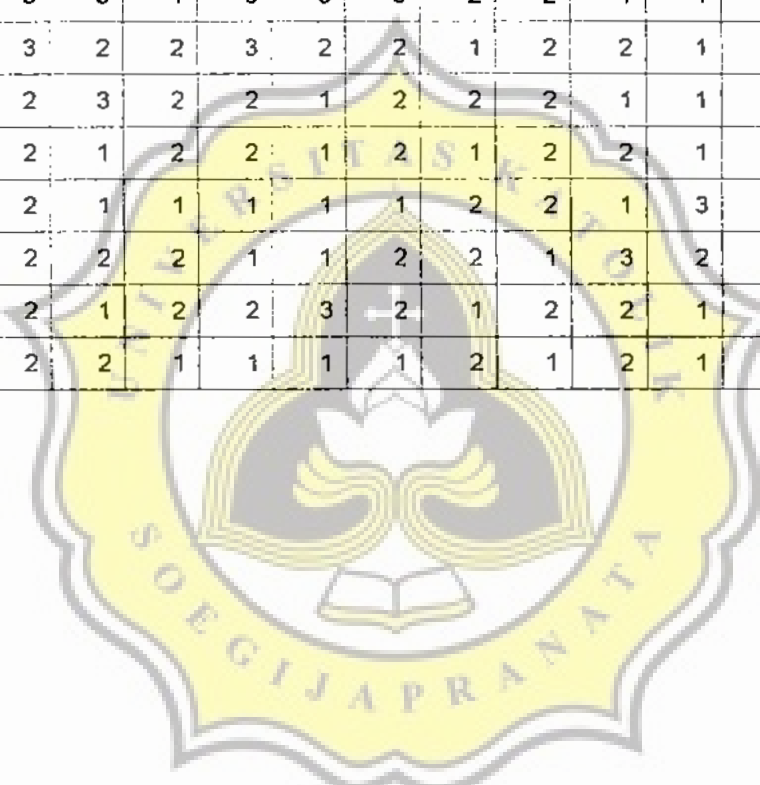 3 2 2 3 2 2 1 2 2 1
2 3 2 2 1 2 2 2 1 1
2 1 2 2 1 2 1 2 2 1
2 1 1 1 1 1 2 2 1 3
2 2 2 1 1 2 2 1 3 2
2 1 2 2 3 2 1 2 2 1
2 2 1 1 1 1 2 1 2 1
UNIVERSITAS KATOLIK
SOEGIJAPRANATA